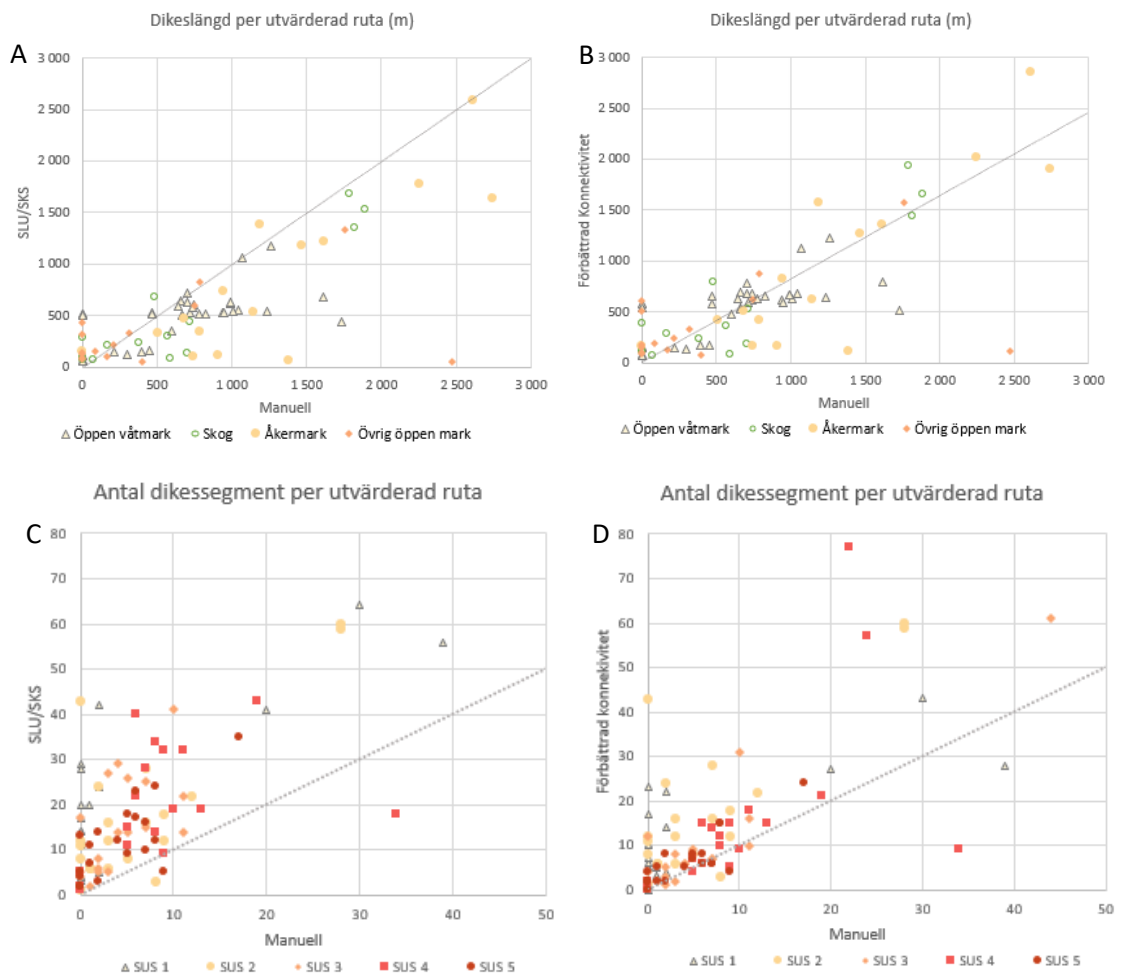 Dikeslängd per utvärderad ruta (m)
A
3 000
2 500
2 000
1 500
1 000
500
0
SLU/SKS
0 500 1 000 1 500 2 000 2 500 3 000
Manuell
Öppen våtmark Skog Åkermark Övrig öppen mark
Dikeslängd per utvärderad ruta (m)
B
3 000
2 500
2 000
1 500
1 000
500
0
Förbättrad Konnektivitet
0 500 1 000 1 500 2 000 2 500 3 000
Manuell
Öppen våtmark Skog Åkermark Övrig öppen mark
Antal dikessegment per utvärderad ruta
C
80
70
60
50
40
30
20
10
0
SLU/SKS
0 10 20 30 40 50
Manuell
SUS 1 SUS 2 SUS 3 SUS 4 SUS 5
Antal dikessegment per utvärderad ruta
D
80
70
60
50
40
30
20
10
0
Förbättrad konnekivitet
0 10 20 30 40 50
Manuell
SUS 1 SUS 2 SUS 3 SUS 4 SUS 5